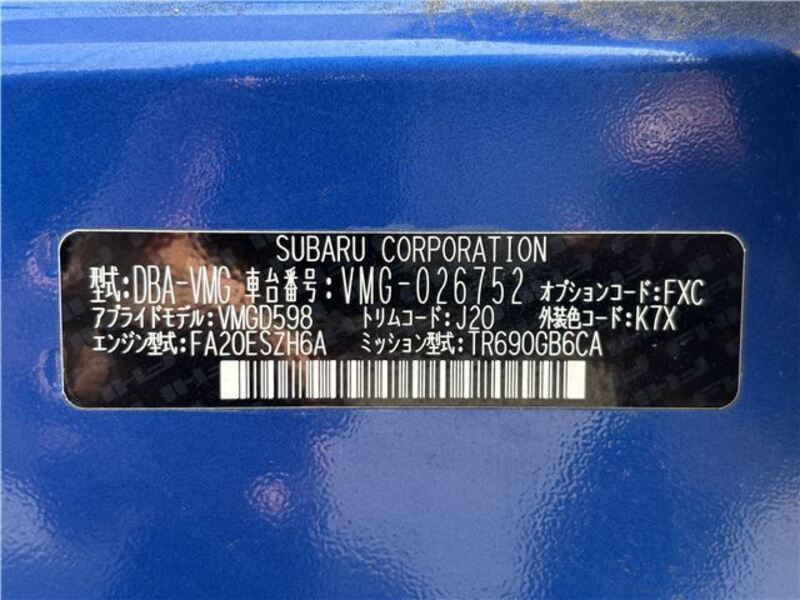 SUBARU CORPORATION
型式:DBA-VMG 車台番号:VMG-026752 オプションコード:FXC
アプライドモデル:VMGD598 トリムコード:J20 外装色コード:K7X
エンジン型式:FA20ESZH6A ミッション型式:TR690GB6CA